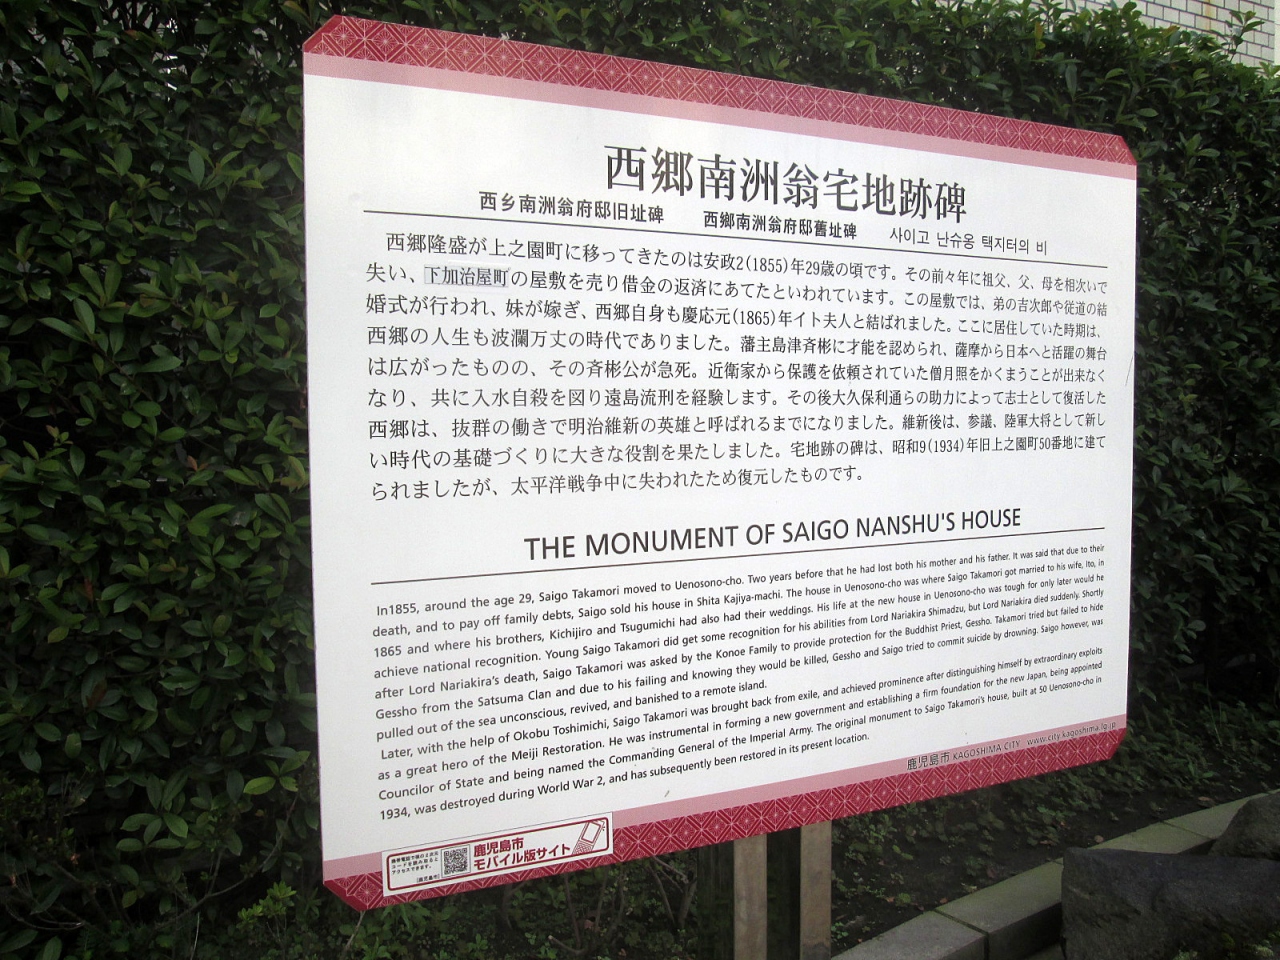 西郷南洲翁宅地跡碑
西乡南洲翁府邸旧址碑 西鄉南洲翁府邸舊址碑 사이고 난슈옹 택지터의 비
西郷隆盛が上之園町に移ってきたのは安政2(1855)年29歳の頃です。その前々年に祖父、父、母を相次いで
失い、下加治屋町の屋敷を売り借金の返済にあてたといわれています。この屋敷では、弟の吉次郎や従道の結
婚式が行われ、妹が嫁ぎ、西郷自身も慶応元(1865)年イト夫人と結ばれました。ここに居住していた時期は、
西郷の人生も波瀾万丈の時代でありました。藩主島津斉彬に才能を認められ、薩摩から日本へと活躍の舞台
は広がったものの、その斉彬公が急死。近衛家から保護を依頼されていた僧月照をかくまうことが出来なく
なり、共に入水自殺を図り遠島流刑を経験します。その後大久保利通らの助力によって志士として復活した
西郷は、抜群の働きで明治維新の英雄と呼ばれるまでになりました。維新後は、参議、陸軍大将として新し
い時代の基礎づくりに大きな役割を果たしました。宅地跡の碑は、昭和9(1934)年旧上之園町50番地に建て
られましたが、太平洋戦争中に失われたため復元したものです。
THE MONUMENT OF SAIGO NANSHU'S HOUSE
In1855, around the age 29, Saigo Takamori moved to Uenosono-cho. Two years before that he had lost both his mother and his father. It was said that due to their
death, and to pay off family debts, Saigo sold his house in Shita Kajiya-machi. The house in Uenosono-cho was where Saigo Takamori got married to his wife, Ito, in
1865 and where his brothers, Kichijiro and Tsugumichi had also had their weddings. His life at the new house in Uenosono-cho was tough for only later would he
achieve national recognition. Young Saigo Takamori did get some recognition for his abilities from Lord Nariakira Shimadzu, but Lord Nariakira died suddenly. Shortly
after Lord Nariakira's death, Saigo Takamori was asked by the Konoe Family to provide protection for the Buddhist Priest, Gessho. Takamori tried but failed to hide
Gessho from the Satsuma Clan and due to his failing and knowing they would be killed, Gessho and Saigo tried to commit suicide by drowning. Saigo however, was
pulled out of the sea unconscious, revived, and banished to a remote island.
Later, with the help of Okobu Toshimichi, Saigo Takamori was brought back from exile, and achieved prominence after distinguishing himself by extraordinary exploits
as a great hero of the Meiji Restoration. He was instrumental in forming a new government and establishing a firm foundation for the new Japan, being appointed
Councilor of State and being named the Commanding General of the Imperial Army. The original monument to Saigo Takamori's house, built at 50 Uenosono-cho in
1934, was destroyed during World War 2, and has subsequently been restored in its present location.
鹿児島市 KAGOSHIMA CITY www.city.kagoshima.lg.jp
鹿児島市
モバイル版サイト